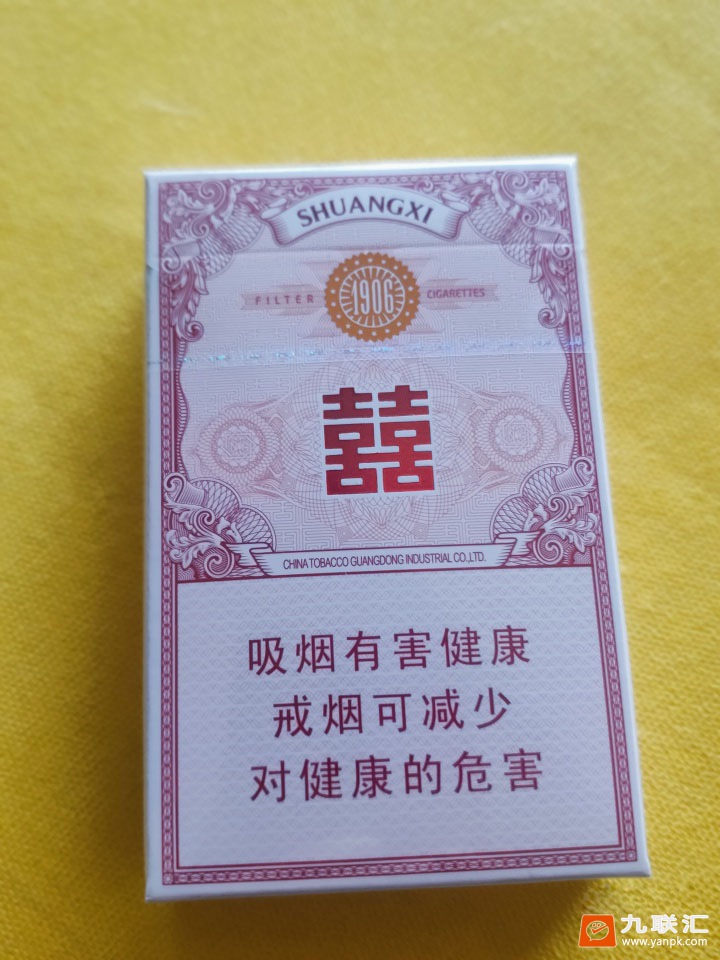 SHUANGXI
FILTER 1906 CIGARETTES
囍
CHINA TOBACCO GUANGDONG INDUSTRIAL CO.,LTD.
吸烟有害健康
戒烟可减少
对健康的危害
九联汇
www.yanpk.com